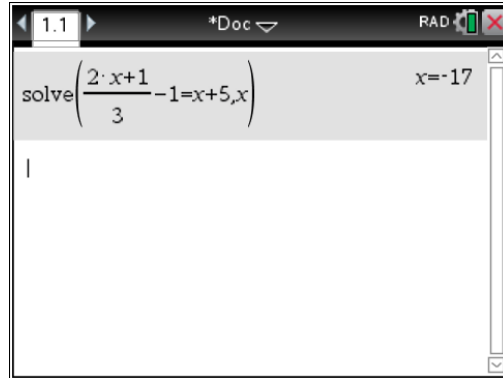 1.1 *Doc RAD
solve((2·x+1)/3-1=x+5,x) x=-17